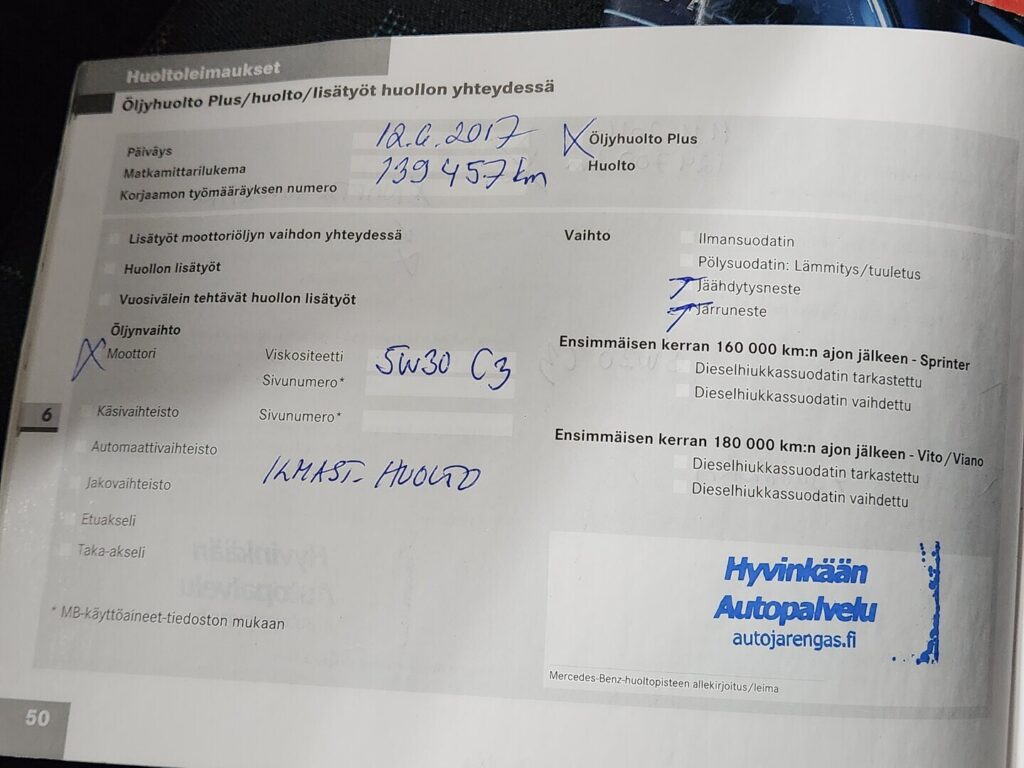 Huoltoleimaukset
Öljyhuolto Plus/huolto/lisätyöt huollon yhteydessä
Päiväys 12.6.2017
Matkamittarilukema 139 457 km
Korjaamon työmääräyksen numero
X Öljyhuolto Plus
Huolto
Lisätyöt moottoriöljyn vaihdon yhteydessä
Huollon lisätyöt
Vuosivälein tehtävät huollon lisätyöt
Öljynvaihto
X Moottori Viskositeetti 5W30 C3
Sivunumero*
Käsivaihteisto Sivunumero*
Automaattivaihteisto
ILMAST- HUOLTO
Jakovaihteisto
Etuakseli
Taka-akseli
* MB-käyttöaineet-tiedoston mukaan
Vaihto Ilmansuodatin
Pölysuodatin: Lämmitys/tuuletus
Jäähdytysneste
Jarruneste
Ensimmäisen kerran 160 000 km:n ajon jälkeen - Sprinter
Dieselhiukkassuodatin tarkastettu
Dieselhiukkassuodatin vaihdettu
Ensimmäisen kerran 180 000 km:n ajon jälkeen - Vito/Viano
Dieselhiukkassuodatin tarkastettu
Dieselhiukkassuodatin vaihdettu
Hyvinkään
Autopalvelu
autojarengas.fi
Mercedes-Benz-huoltopisteen allekirjoitus/leima
6
50